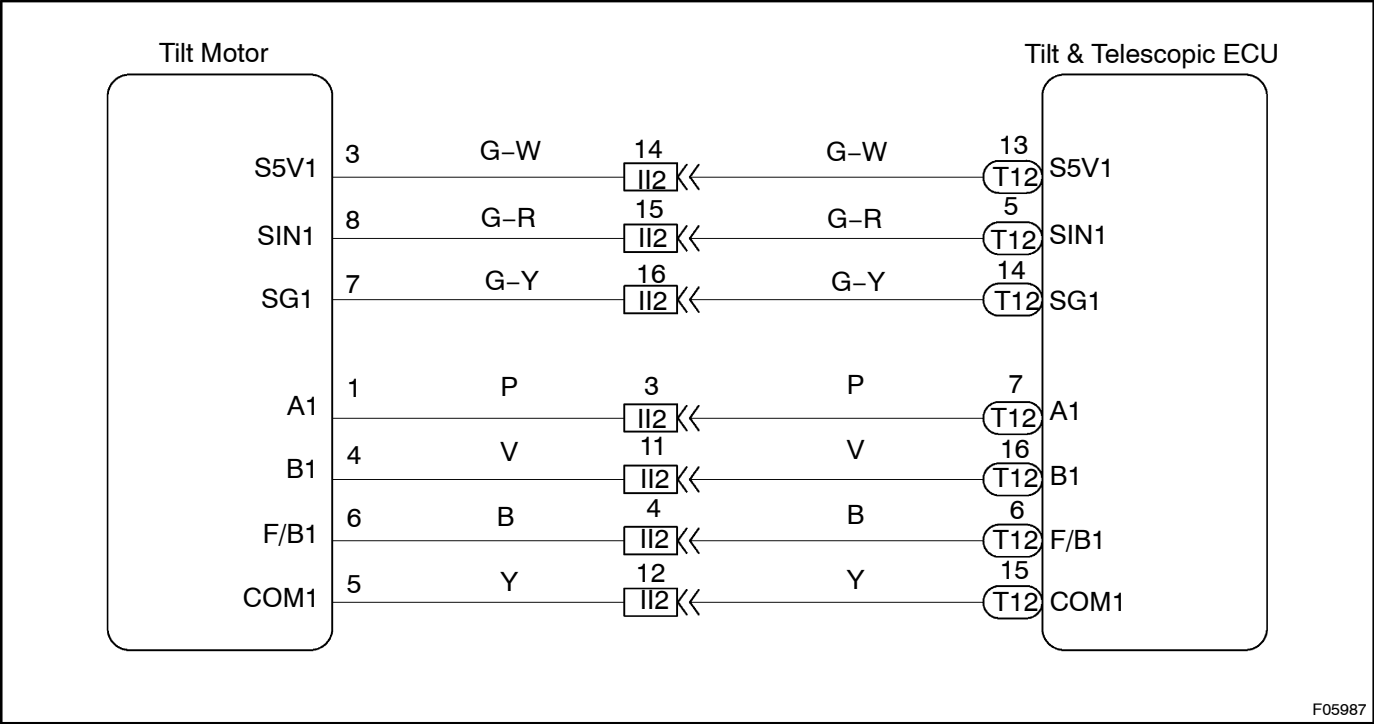 Tilt Motor Tilt & Telescopic ECU
S5V1 3 G–W 14 II2 G–W 13 T12 S5V1
SIN1 8 G–R 15 II2 G–R 5 T12 SIN1
SG1 7 G–Y 16 II2 G–Y 14 T12 SG1
A1 1 P 3 II2 P 7 T12 A1
B1 4 V 11 II2 V 16 T12 B1
F/B1 6 B 4 II2 B 6 T12 F/B1
COM1 5 Y 12 II2 Y 15 T12 COM1
F05987